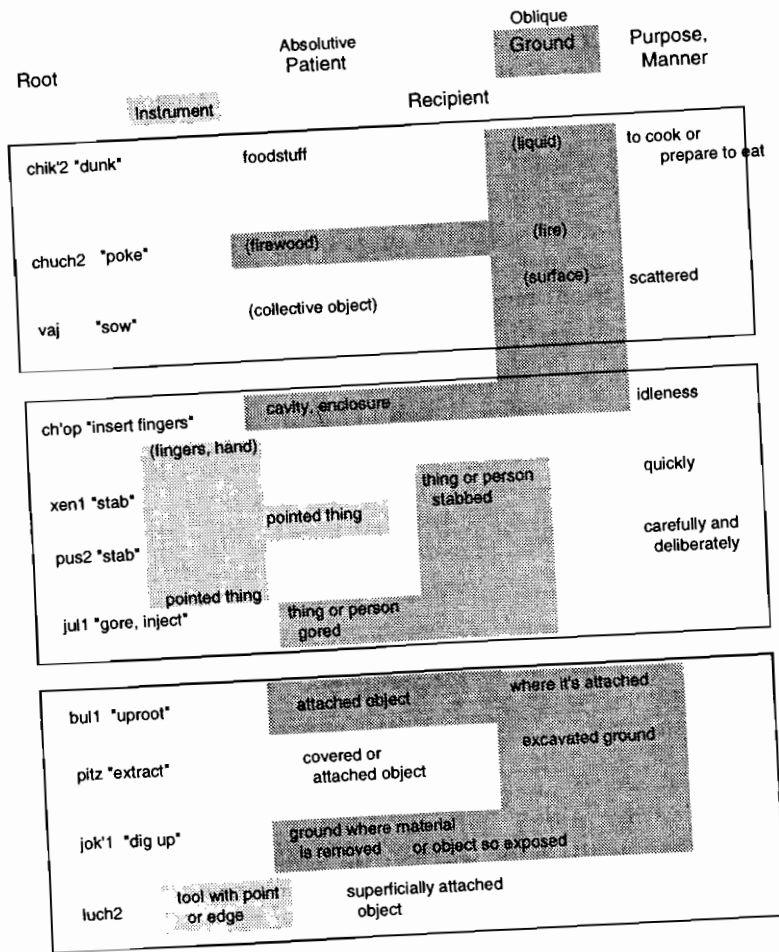 Oblique
Absolutive Ground Purpose,
Root Patient Manner
Instrument Recipient
chik'2 "dunk" foodstuff (liquid) to cook or
prepare to eat
chuch2 "poke" (firewood) (fire)
vaj "sow" (collective object) (surface) scattered
ch'op "insert fingers" cavity, enclosure idleness
(fingers, hand)
xen1 "stab" pointed thing thing or person quickly
stabbed
pus2 "stab" carefully and
deliberately
pointed thing
jul1 "gore, inject" thing or person
gored
bul1 "uproot" attached object where it's attached
pitz "extract" covered or excavated ground
attached object
jok'1 "dig up" ground where material
is removed or object so exposed
luch2 tool with point superficially attached
or edge object